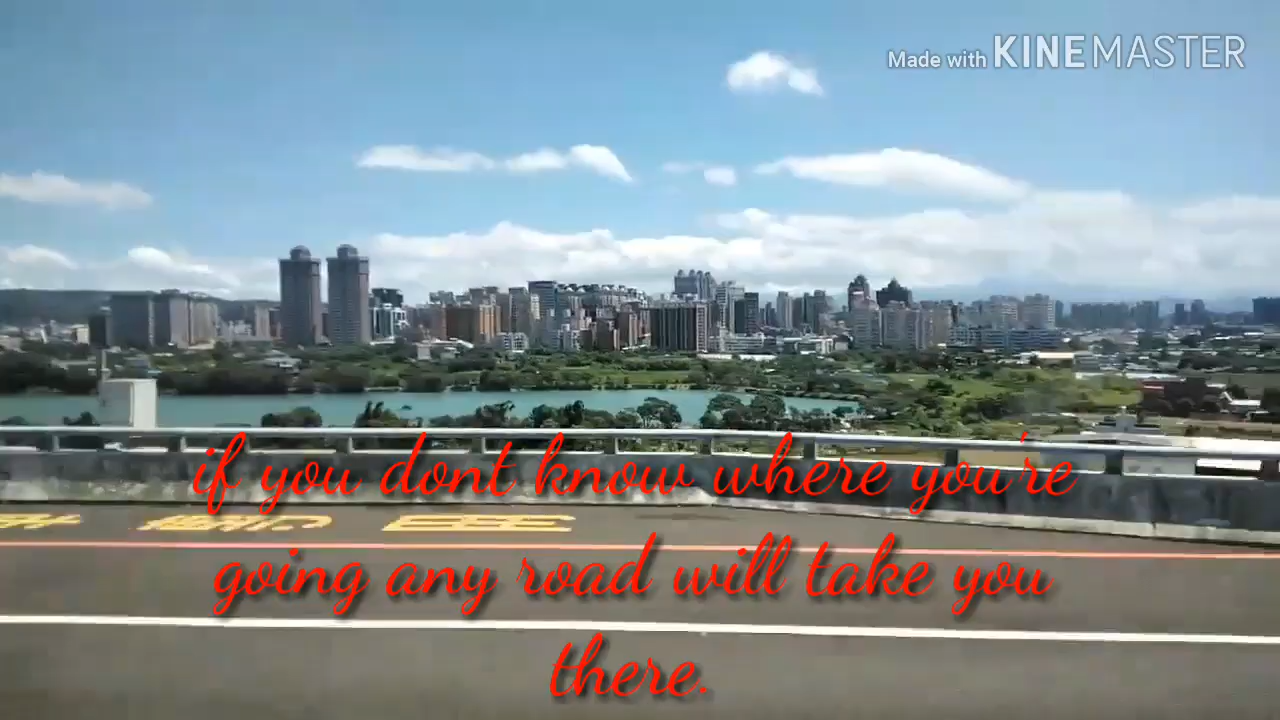 Made with KINEMASTER
if you dont know where you're
going any road will take you
there.